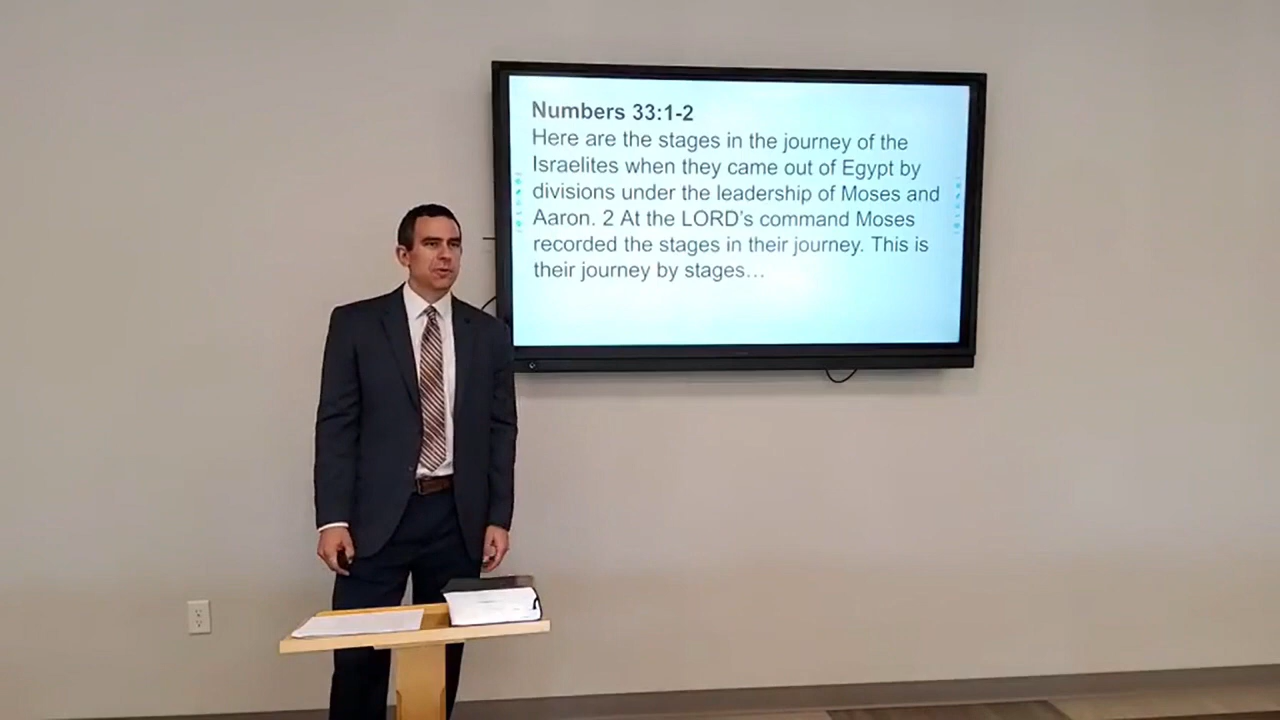 Numbers 33:1-2
Here are the stages in the journey of the
Israelites when they came out of Egypt by
divisions under the leadership of Moses and
Aaron. 2 At the LORD's command Moses
recorded the stages in their journey. This is
their journey by stages…